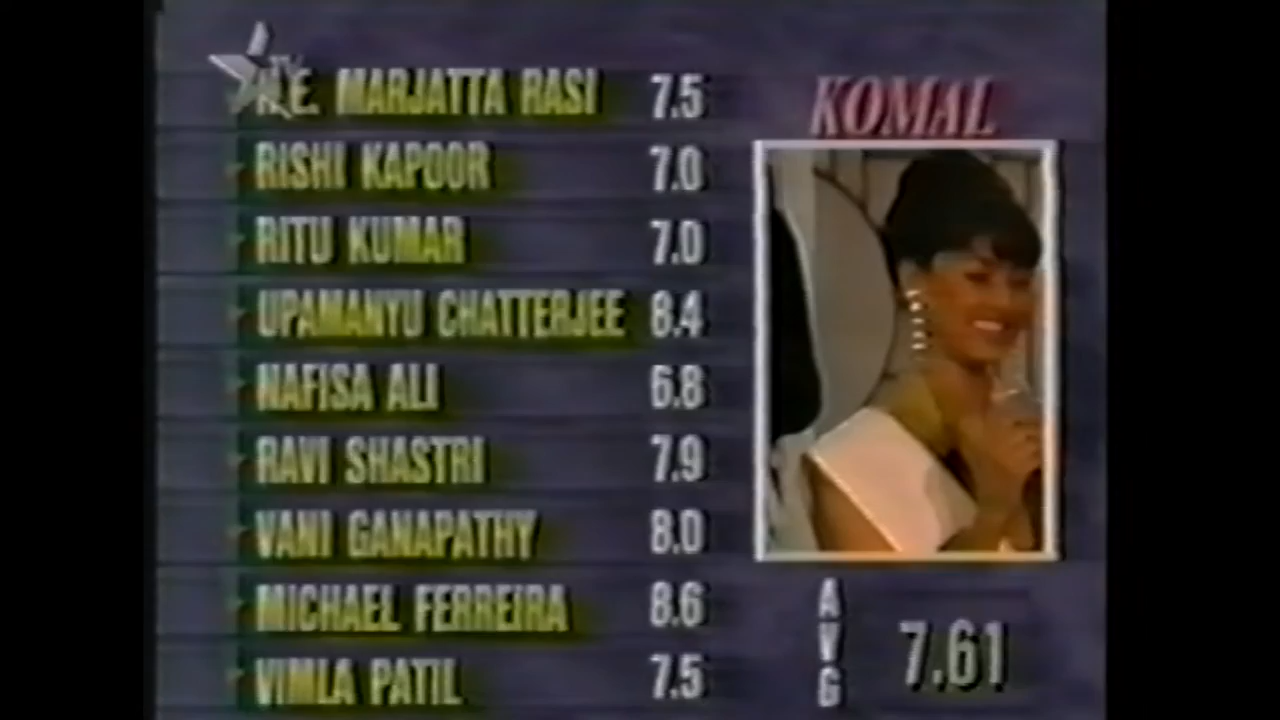 TV
H.E. MARJATTA RASI 7.5
RISHI KAPOOR 7.0
RITU KUMAR 7.0
UPAMANYU CHATTERJEE 8.4
NAFISA ALI 6.8
RAVI SHASTRI 7.9
VANI GANAPATHY 8.0
MICHAEL FERREIRA 8.6
VIMLA PATIL 7.5
KOMAL
AVG 7.61